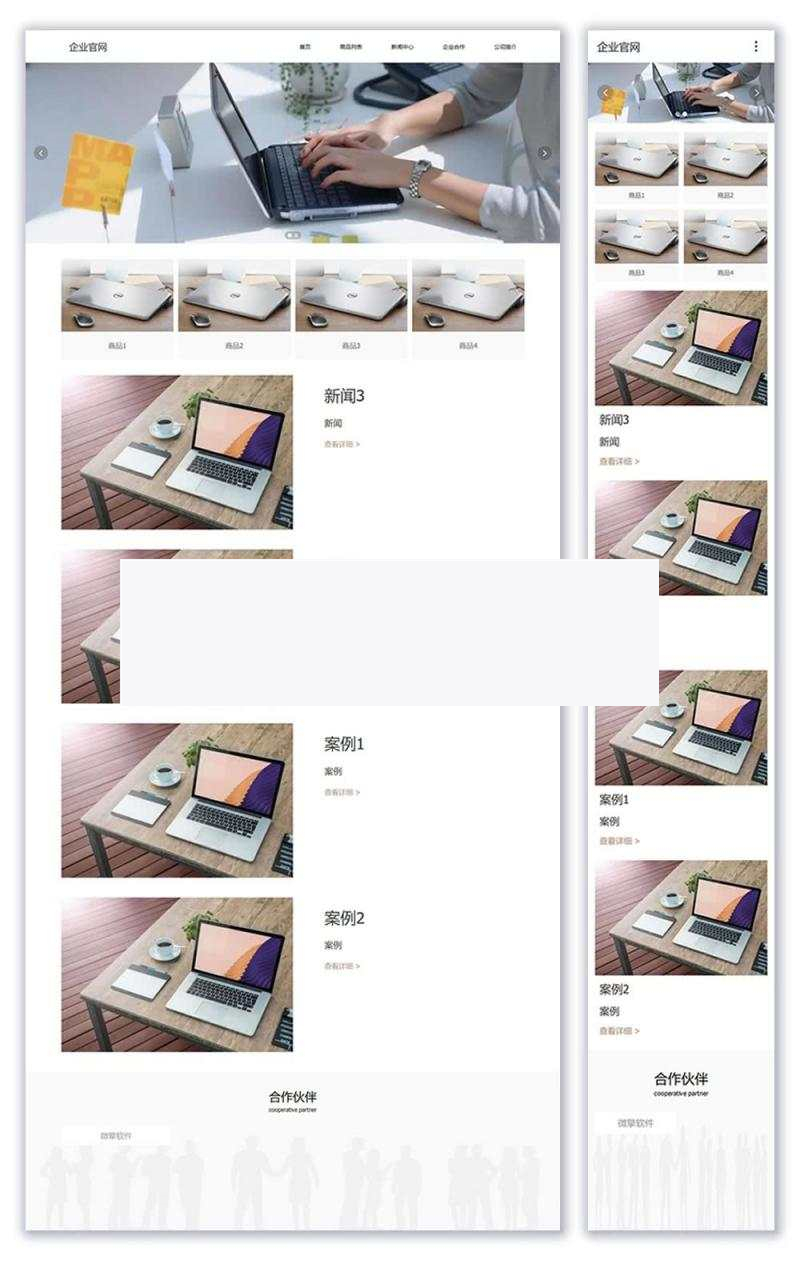 企业官网
首页 商品列表 新闻中心 企业合作 公司简介
MA
P
P
商品1 商品2 商品3 商品4
新闻3
新闻
查看详细 >
案例1
案例
查看详细 >
案例2
案例
查看详细 >
合作伙伴
cooperative partner
微擎软件
企业官网
商品1 商品2
商品3 商品4
新闻3
新闻
查看详细 >
案例1
案例
查看详细 >
案例2
案例
查看详细 >
合作伙伴
cooperative partner
微擎软件